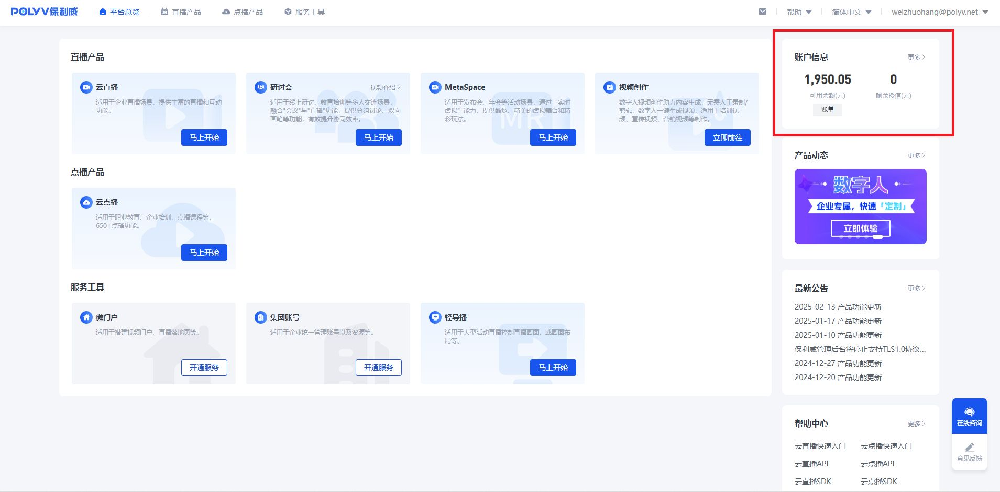 POLYV保利威
平台总览
直播产品
点播产品
服务工具
帮助
简体中文
weizhuohang@polyv.net
直播产品
云直播
适用于企业直播场景，提供丰富的直播和互动
功能。
马上开始
研讨会
视频介绍
适用于线上研讨、教育培训等多人交流场景，
融合"会议"与"直播"功能，提供分组讨论、双向
画笔等功能，有效提升协同效率。
马上开始
MetaSpace
适用于发布会、年会等活动场景，通过“实时
虚拟”能力，提供酷炫、精美的虚拟舞台和精
彩玩法。
MR
马上开始
视频创作
数字人视频创作助力内容生成，无需人工录制/
剪辑，数字人一键生成视频，适用于培训视
频、宣传视频、营销视频等制作。
立即前往
点播产品
云点播
适用于职业教育、企业培训、点播课程等，
650+点播功能。
马上开始
服务工具
微门户
适用于搭建视频门户、直播落地页等。
开通服务
集团账号
适用于企业统一管理账号以及资源等。
开通服务
轻导播
适用于大型活动直播控制直播画面，或画面布
局等。
马上开始
账户信息
更多
1,950.05
0
可用余额(元)
剩余授信(元)
账单
产品动态
更多
数字人
企业专属，快速「定制」
立即体验
最新公告
更多
2025-02-13 产品功能更新
2025-01-17 产品功能更新
2025-01-10 产品功能更新
保利威管理后台将停止支持TLS1.0协议...
2024-12-27 产品功能更新
2024-12-20 产品功能更新
帮助中心
更多
云直播快速入门
云点播快速入门
云直播API
云点播API
云直播SDK
云点播SDK
在线咨询
意见反馈